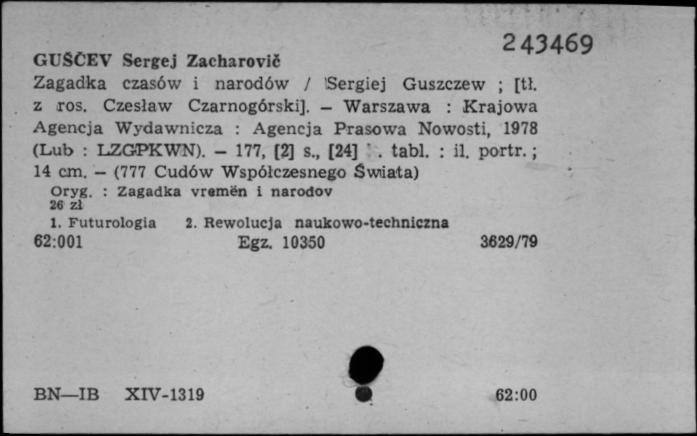 243469
GUŠČEV Sergej Zacharovič
Zagadka czasów i narodów / Sergiej Guszczew ; [tł.
z ros. Czesław Czarnogórski]. — Warszawa : Krajowa
Agencja Wydawnicza : Agencja Prasowa Nowosti, 1978
(Lub : LZGPKWN). — 177, [2] s., [24] . tabl. : il. portr. ;
14 cm. — (777 Cudów Współczesnego Świata)
Oryg. : Zagadka vremën i narodov
26 zł
1. Futurologia 2. Rewolucja naukowo-techniczna
62:001 Egz. 10350 3629/79
BN—IB XIV-1319 62:00